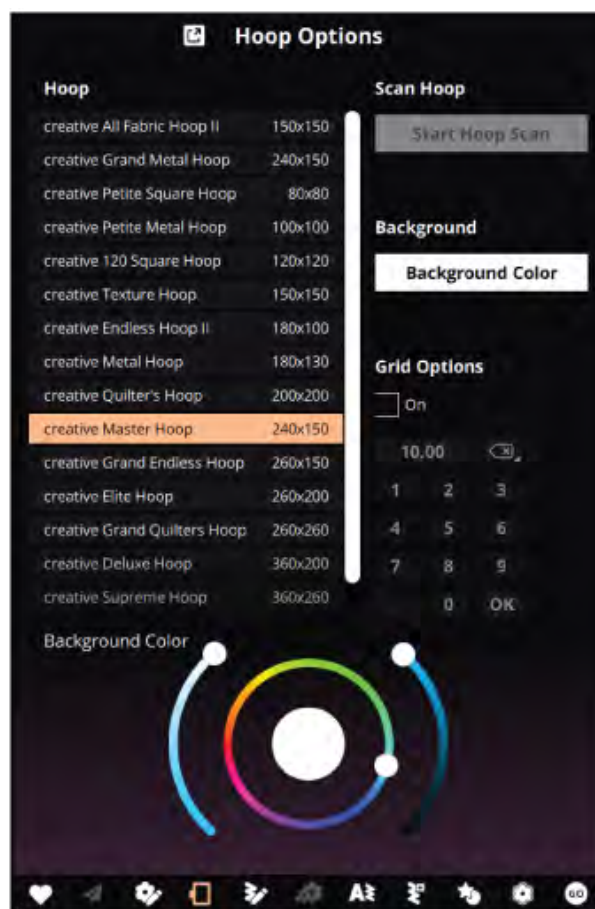 Hoop Options
Hoop
creative All Fabric Hoop II 150x150
creative Grand Metal Hoop 240x150
creative Petite Square Hoop 80x80
creative Petite Metal Hoop 100x100
creative 120 Square Hoop 120x120
creative Texture Hoop 150x150
creative Endless Hoop II 180x100
creative Metal Hoop 180x130
creative Quilter's Hoop 200x200
creative Master Hoop 240x150
creative Grand Endless Hoop 260x150
creative Elite Hoop 260x200
creative Grand Quilters Hoop 260x260
creative Deluxe Hoop 360x200
creative Supreme Hoop 360x260
Scan Hoop
Start Hoop Scan
Background
Background Color
Grid Options
On
10,00
1 2 3
4 5 6
7 8 9
0 OK
Background Color
A
GO